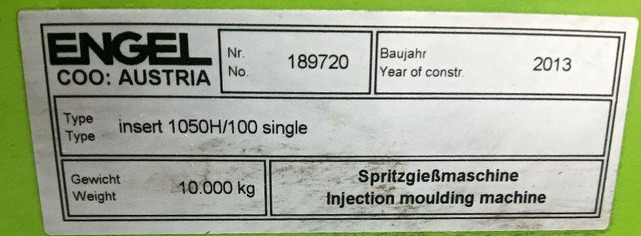 ENGEL
COO: AUSTRIA
Nr.
No.
189720
Baujahr
Year of constr.
2013
Type
Type
insert 1050H/100 single
Gewicht
Weight
10.000 kg
Spritzgießmaschine
Injection moulding machine